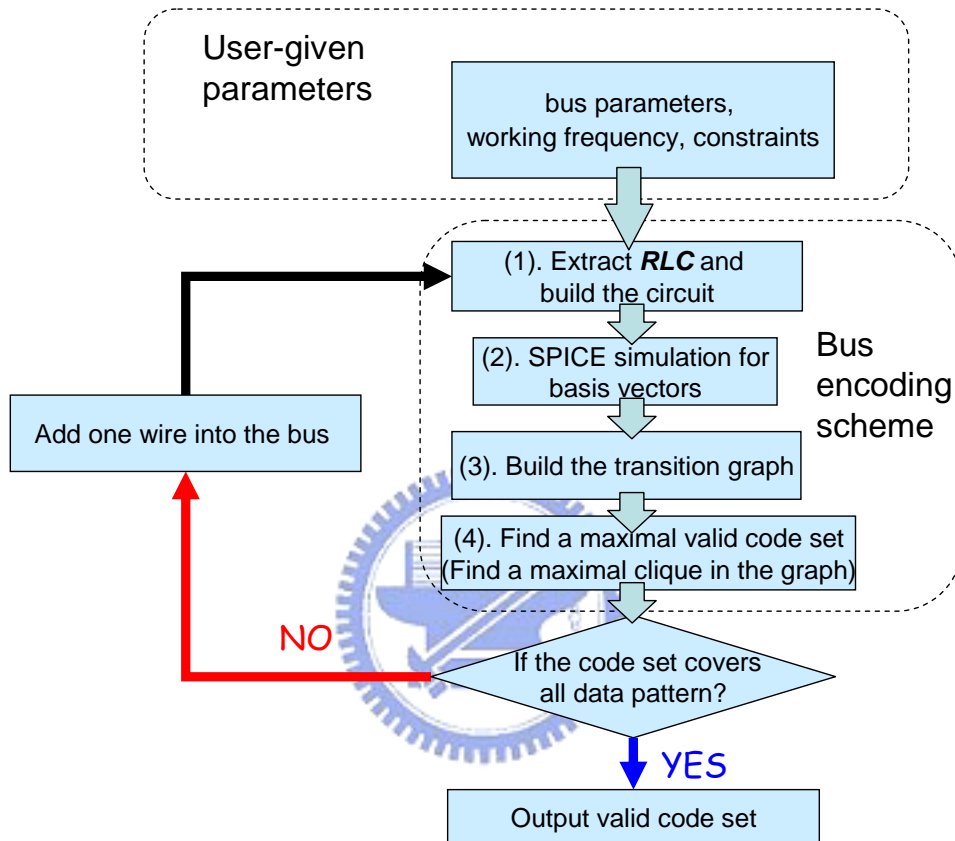 User-given
parameters
bus parameters,
working frequency, constraints
(1). Extract RLC and
build the circuit
(2). SPICE simulation for
basis vectors
Bus
encoding
scheme
Add one wire into the bus
(3). Build the transition graph
(4). Find a maximal valid code set
(Find a maximal clique in the graph)
NO
If the code set covers
all data pattern?
YES
Output valid code set